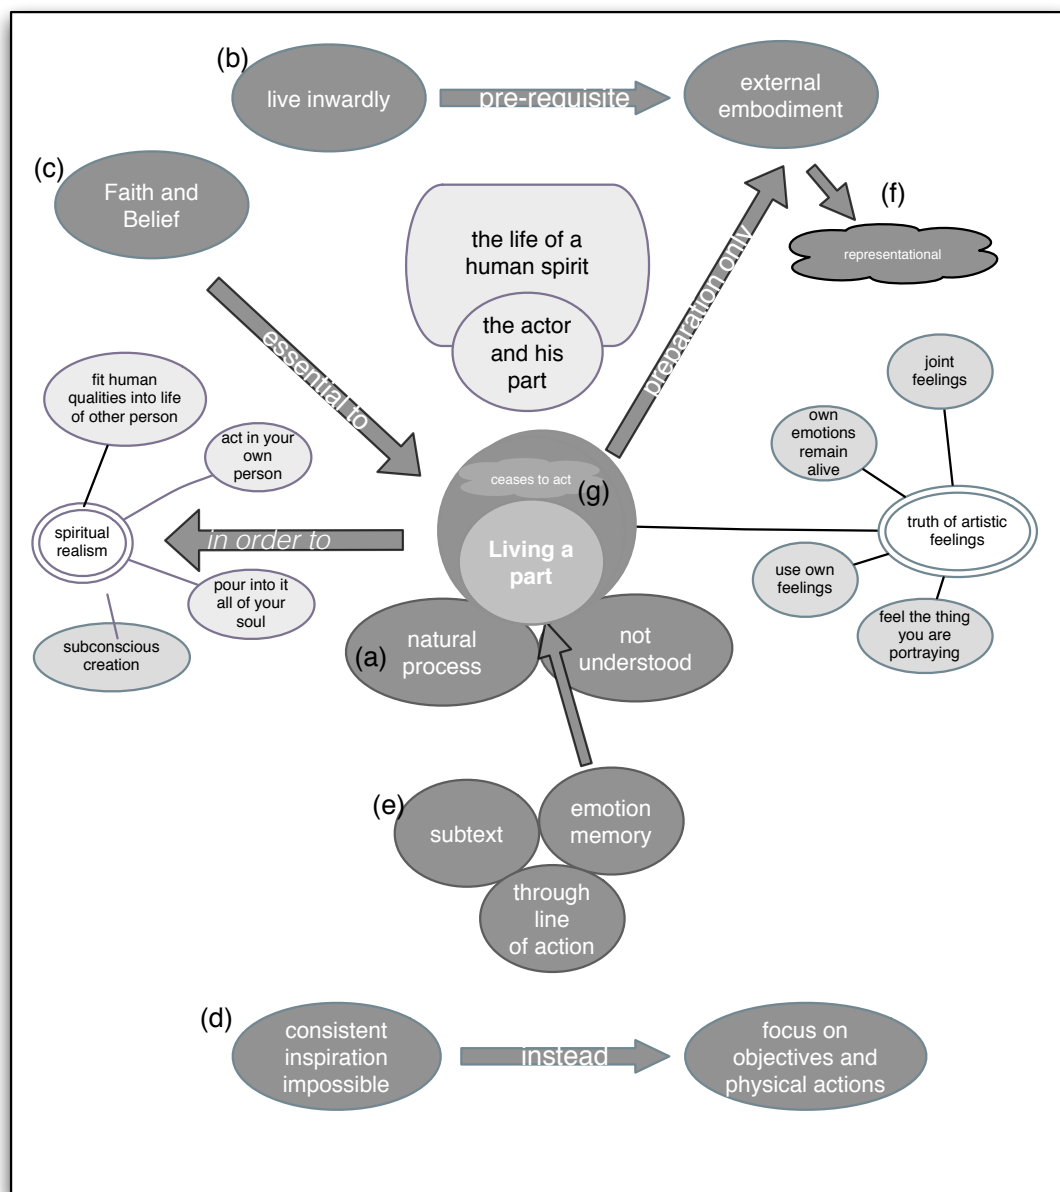 (b)
live inwardly
pre-requisite
external
embodiment
(c)
Faith and
Belief
(f)
representational
the life of a
human spirit
the actor
and his
part
essential to
preparation only
fit human
qualities into life
of other person
act in your
own
person
spiritual
realism
pour into it
all of your
soul
subconscious
creation
in order to
ceases to act
(g)
Living a
part
joint
feelings
own
emotions
remain
alive
truth of artistic
feelings
use own
feelings
feel the thing
you are
portraying
(a)
natural
process
not
understood
(e)
subtext
emotion
memory
through
line
of action
(d)
consistent
inspiration
impossible
instead
focus on
objectives and
physical actions